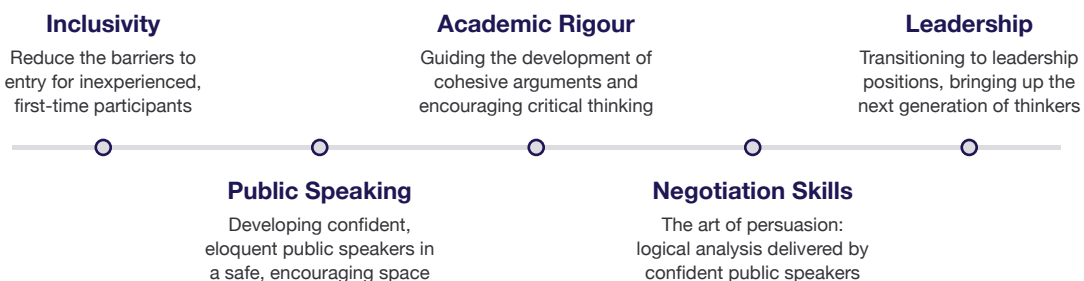 Inclusivity
Reduce the barriers to
entry for inexperienced,
first-time participants
Public Speaking
Developing confident,
eloquent public speakers in
a safe, encouraging space
Academic Rigour
Guiding the development of
cohesive arguments and
encouraging critical thinking
Negotiation Skills
The art of persuasion:
logical analysis delivered by
confident public speakers
Leadership
Transitioning to leadership
positions, bringing up the
next generation of thinkers